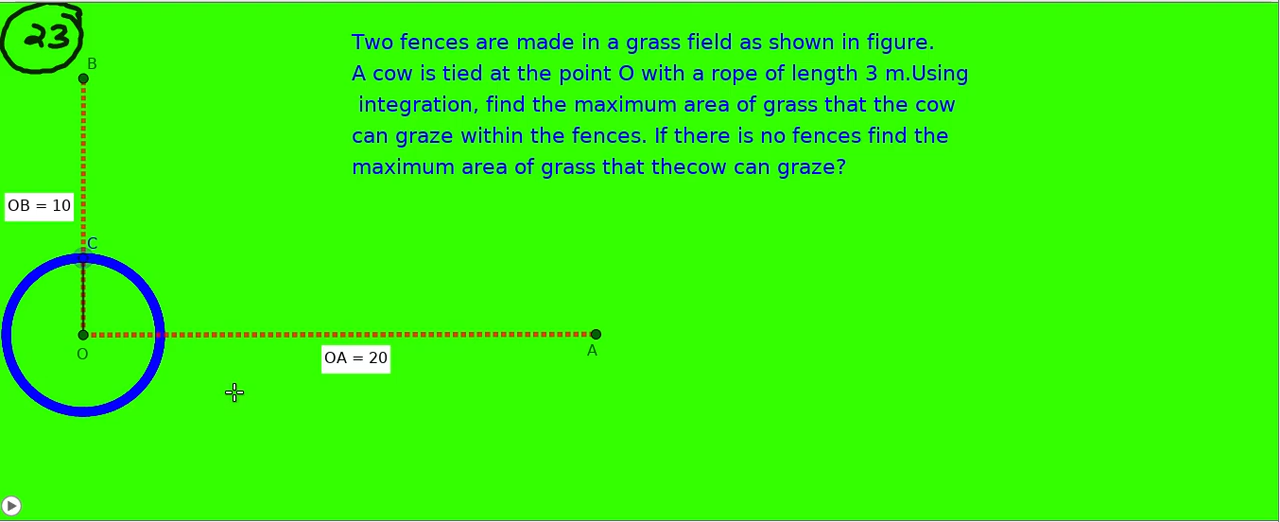 23
Two fences are made in a grass field as shown in figure.
A cow is tied at the point O with a rope of length 3 m.Using
integration, find the maximum area of grass that the cow
can graze within the fences. If there is no fences find the
maximum area of grass that thecow can graze?
B
OB = 10
C
O
OA = 20
A